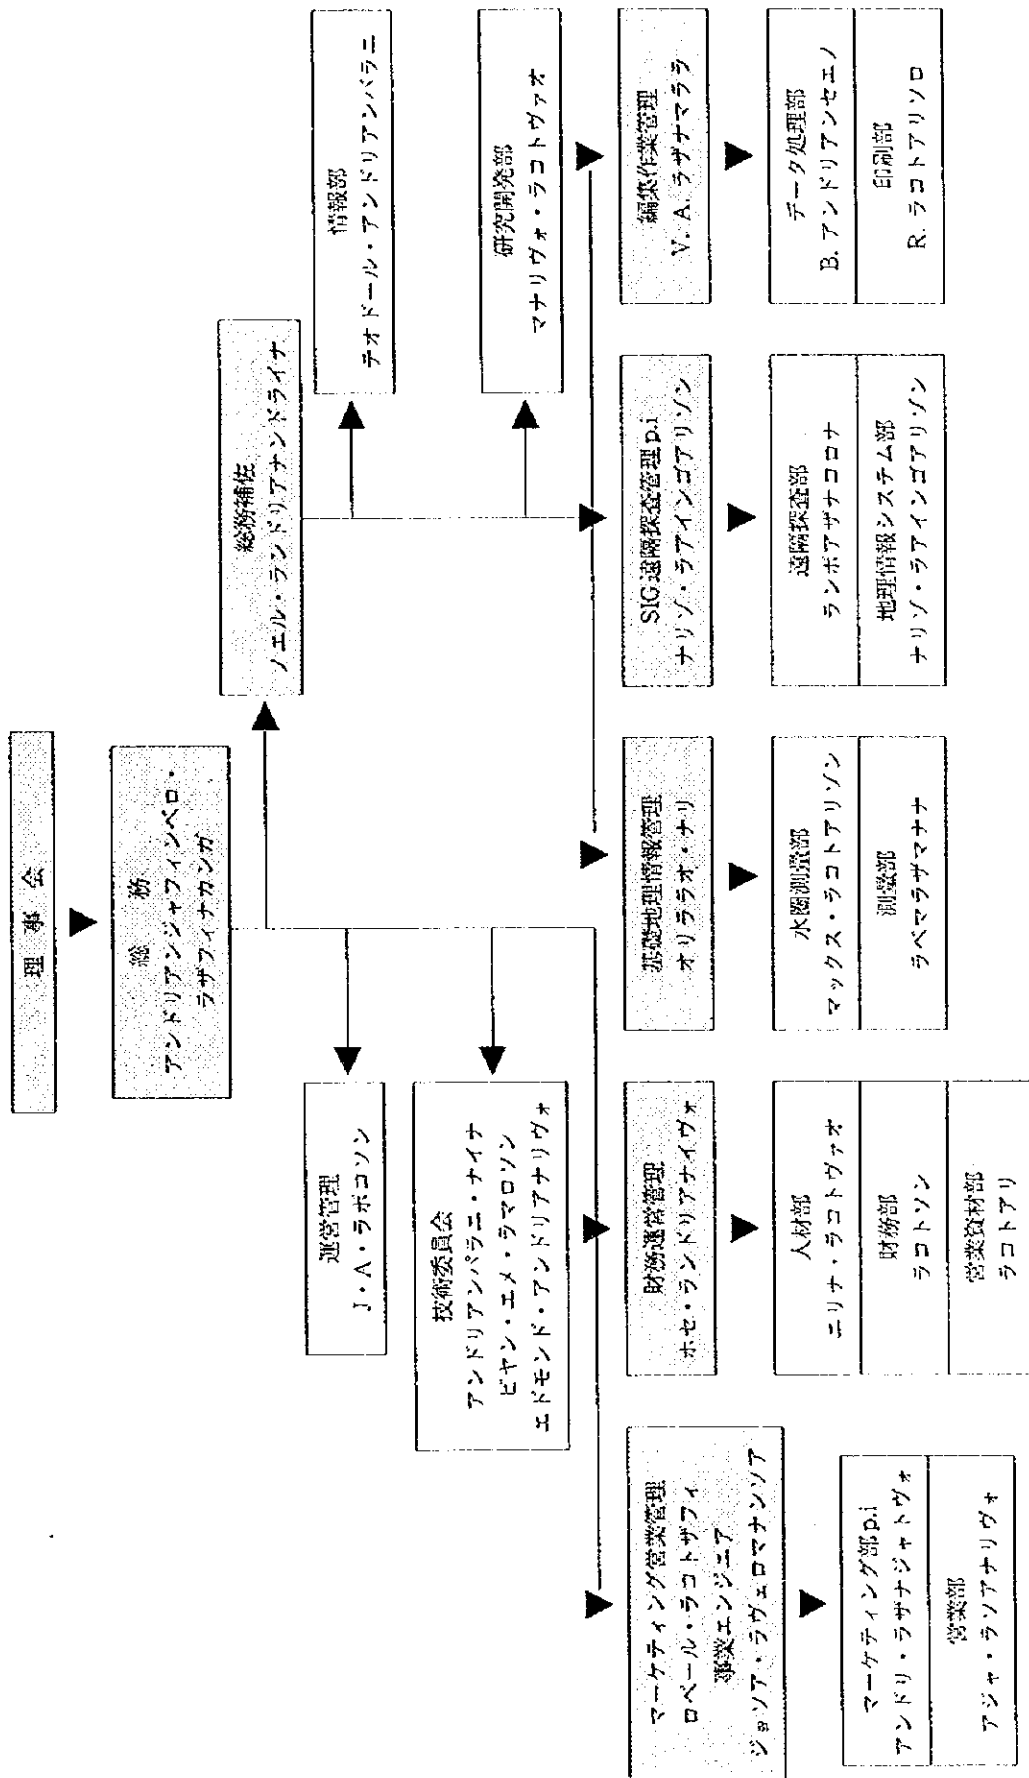 理 事 会
総 務
アンドリアンジャフィンベロ・
ラザフィナカンガ
総務補佐
ノエル・ランドリアナンドライナ
運営管理
J・A・ラボコソン
情報部
テオドール・アンドリアンバラニ
技術委員会
アンドリアンバラニ・ナイナ
ビヤン・エメ・ラマロソン
エドモンド・アンドリアナリヴォ
研究開発部
マナリヴォ・ラコトヴァオ
マーケティング営業管理
ロベール・ラコトザフィ
事業エンジニア
ジョソア・ラヴェロマナンソア
財務運営管理
ホセ・ランドリアナイヴォ
基礎地理情報管理
オリララオ・ナリ
SIG遠隔探査管理p.i
ナリソ・ラアインゴアリソン
編集作業管理
V. A. ラザナマララ
マーケティング部p.i
アンドリ・ラザナジャトヴォ
営業部
アジャ・ラソアナリヴォ
人材部
ニリナ・ラコトヴァオ
財務部
ラコトソン
営業資材部
ラコトアリ
水圏測量部
マックス・ラコトアリソン
測量部
ラベマラザマナナ
遠隔探査部
ランボアザナコロナ
地理情報システム部
ナリソ・ラアインゴアリソン
データ処理部
B. アンドリアンセエノ
印刷部
R. ラコトアリソロ